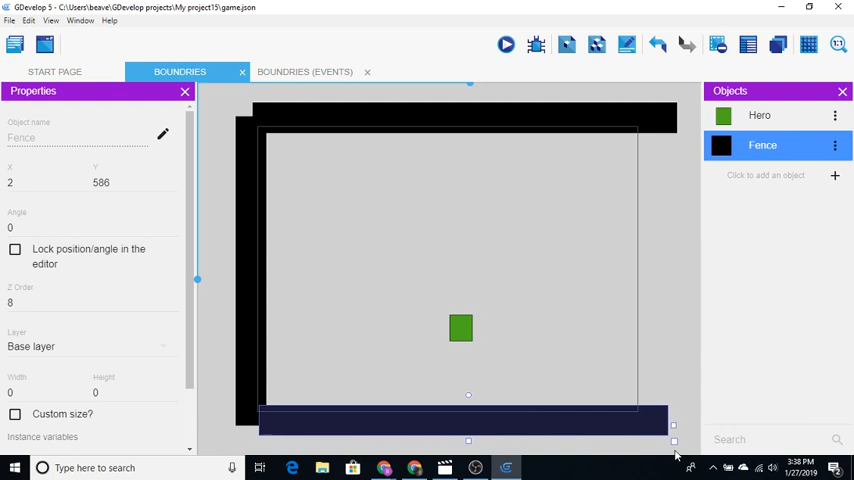 GDevelop 5 - C:\Users\beave\GDevelop projects\My project15\game.json
File Edit View Window Help
1:1
START PAGE BOUNDRIES BOUNDRIES (EVENTS)
Properties
Object name
Fence
X Y
2 586
Angle
0
Lock position/angle in the
editor
Z Order
8
Layer
Base layer
Width Height
0 0
Custom size?
Instance variables
Objects
Hero
Fence
Click to add an object
Search
Type here to search
3:38 PM
1/27/2019
2